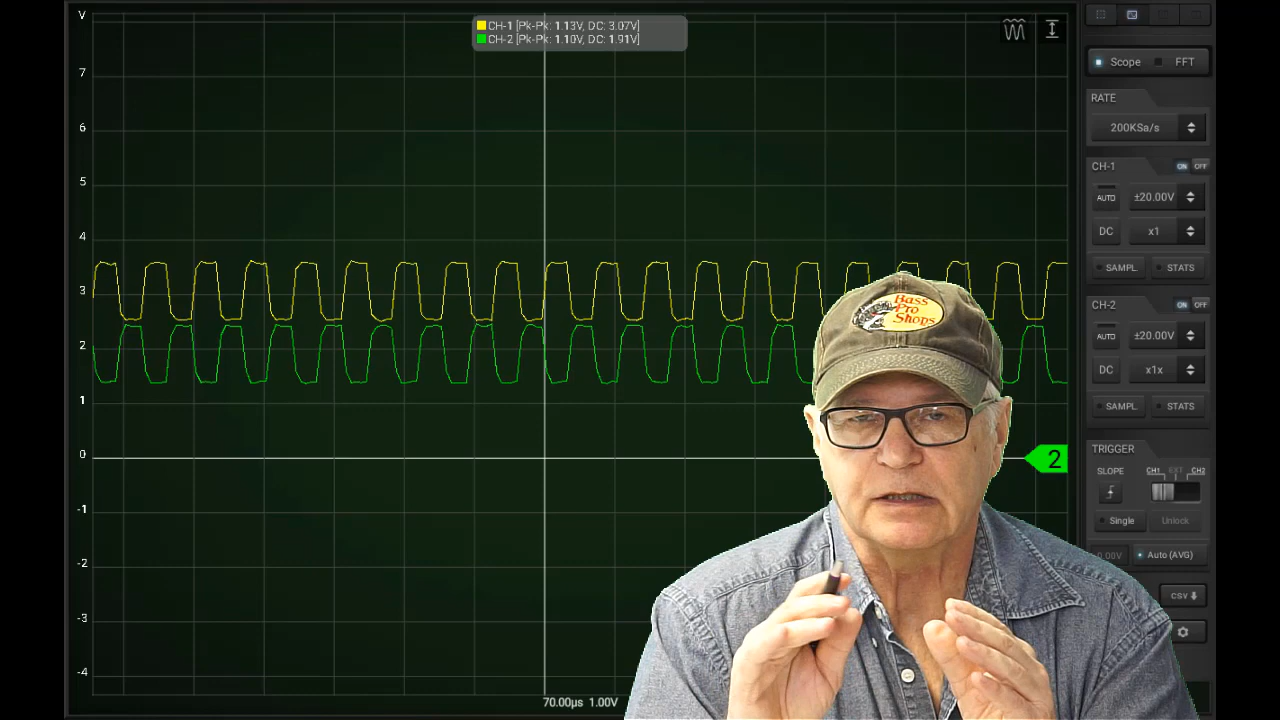 V
CH-1 [Pk-Pk: 1.13V, DC: 3.07V]
CH-2 [Pk-Pk: 1.10V, DC: 1.91V]
7
6
5
4
3
2
1
0
-1
-2
-3
-4
70.00µs 1.00V
2
Bass
Pro
Shops
Scope FFT
RATE
200KSa/s
CH-1 ON OFF
AUTO ±20.00V
DC x1
SAMPL. STATS
CH-2 ON OFF
AUTO ±20.00V
DC x1x
SAMPL. STATS
TRIGGER
SLOPE CH1 EXT CH2
Single Unlock
0.00V Auto (AVG)
CSV